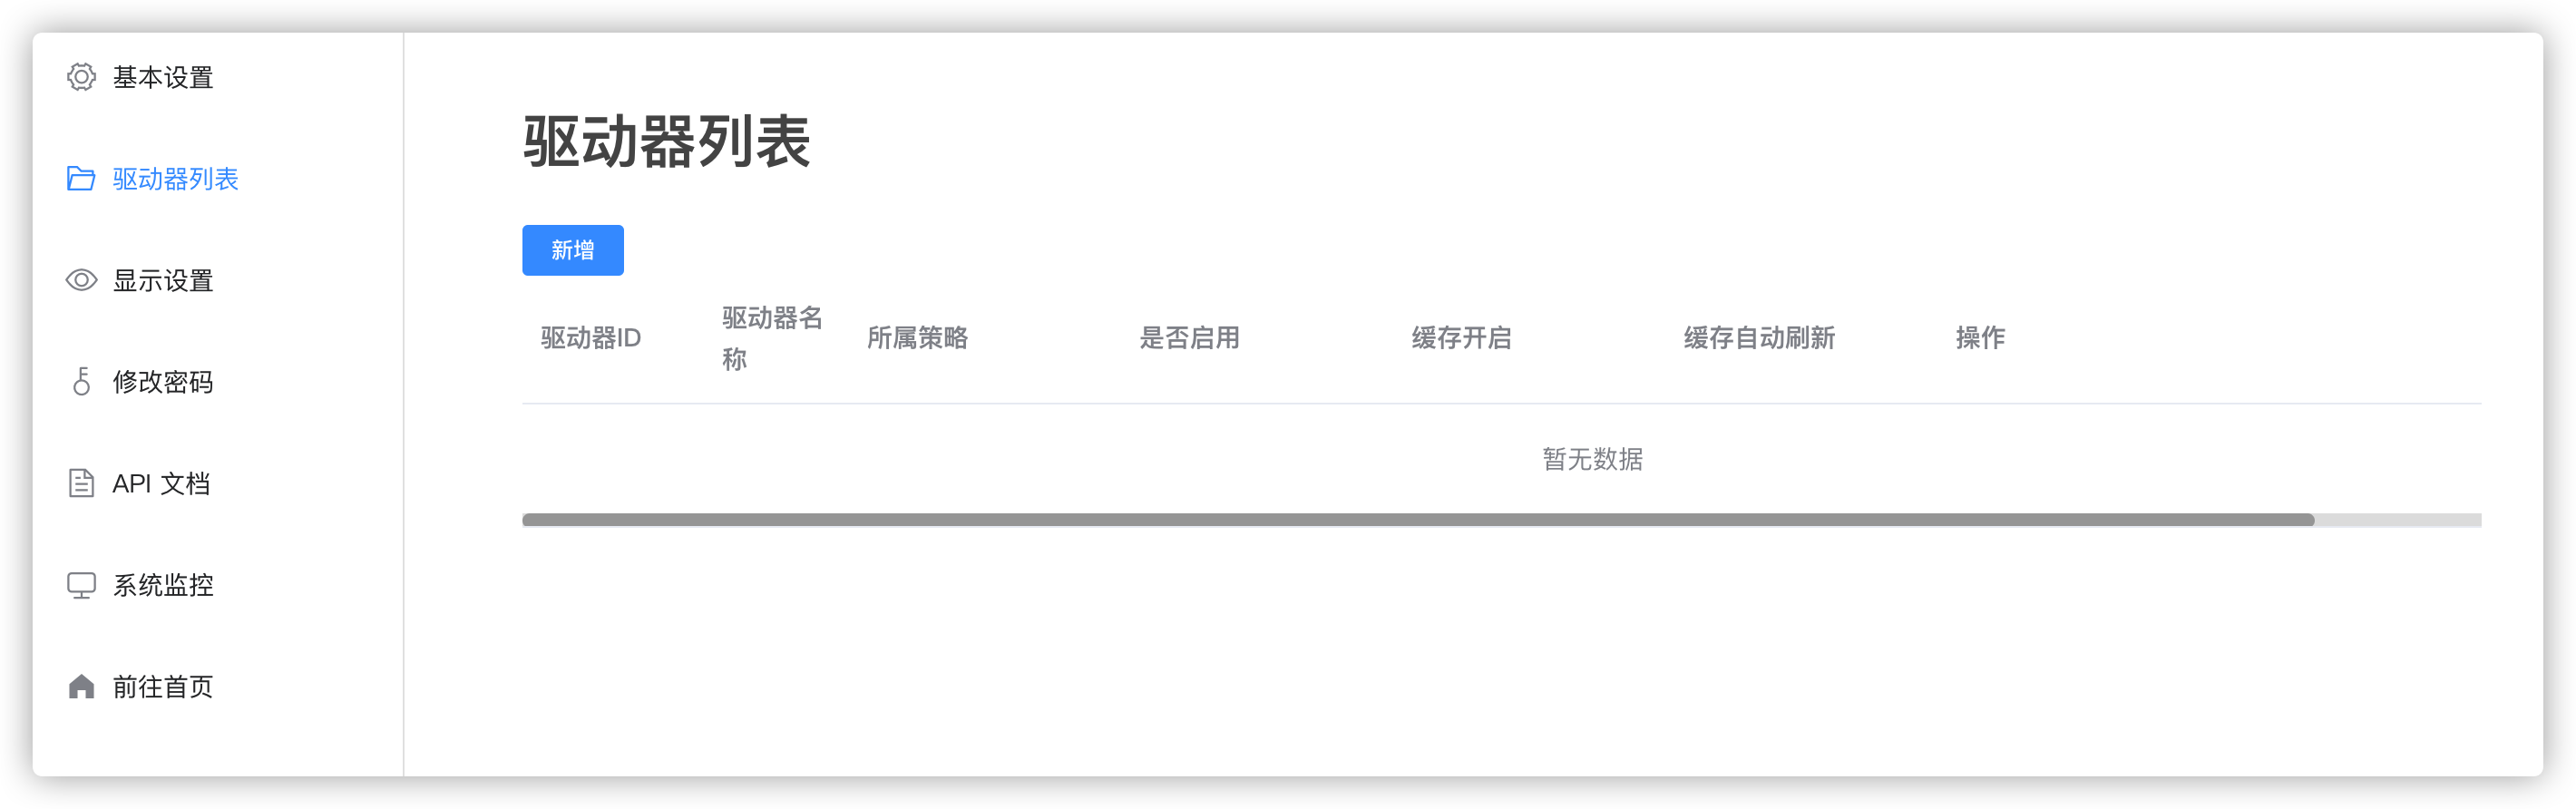 基本设置
驱动器列表
显示设置
修改密码
API 文档
系统监控
前往首页
驱动器列表
新增
驱动器ID
驱动器名
称
所属策略
是否启用
缓存开启
缓存自动刷新
操作
暂无数据